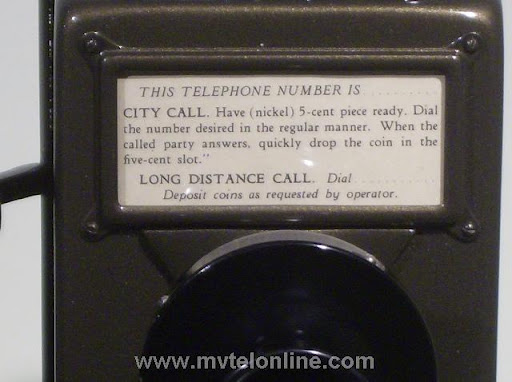 THIS TELEPHONE NUMBER IS ..........
CITY CALL. Have (nickel) 5-cent piece ready. Dial
the number desired in the regular manner. When the
called party answers, quickly drop the coin in the
five-cent slot."
LONG DISTANCE CALL. Dial ............
Deposit coins as requested by operator.
www.mvtelonline.com